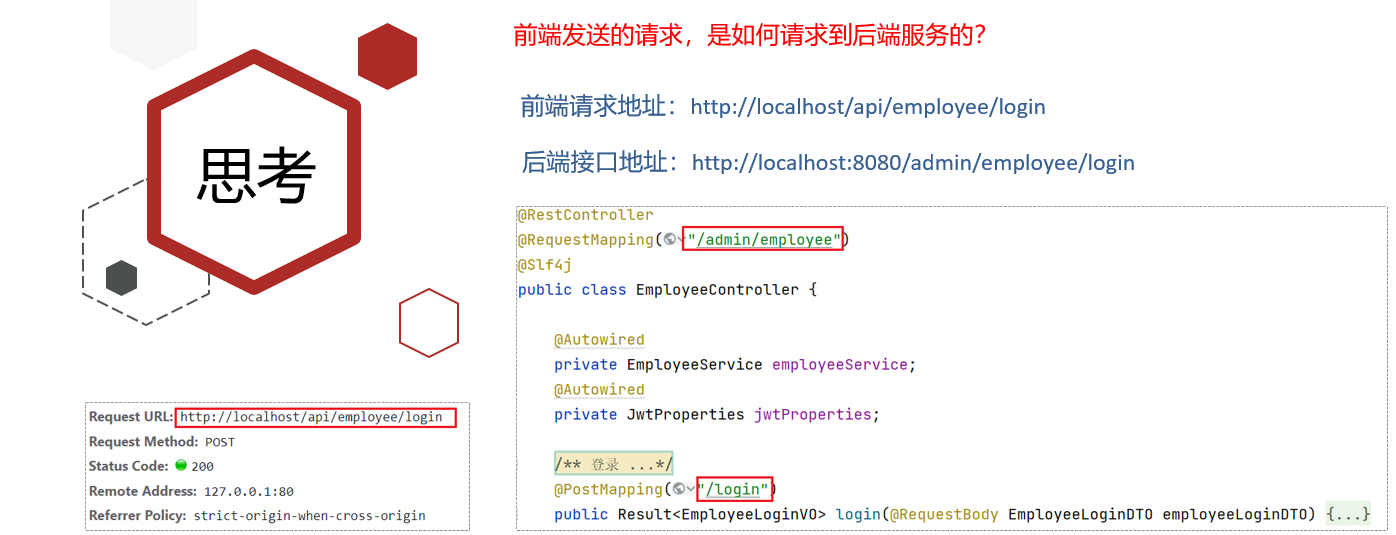 思考
前端发送的请求，是如何请求到后端服务的?
前端请求地址：http://localhost/api/employee/login
后端接口地址：http://localhost:8080/admin/employee/login
@RestController
@RequestMapping("/admin/employee")
@Slf4j
public class EmployeeController {
@Autowired
private EmployeeService employeeService;
@Autowired
private JwtProperties jwtProperties;
/** 登录 ...*/
@PostMapping("/login")
public Result<EmployeeLoginVO> login(@RequestBody EmployeeLoginDTO employeeLoginDTO) {...}
Request URL: http://localhost/api/employee/login
Request Method: POST
Status Code: 200
Remote Address: 127.0.0.1:80
Referrer Policy: strict-origin-when-cross-origin